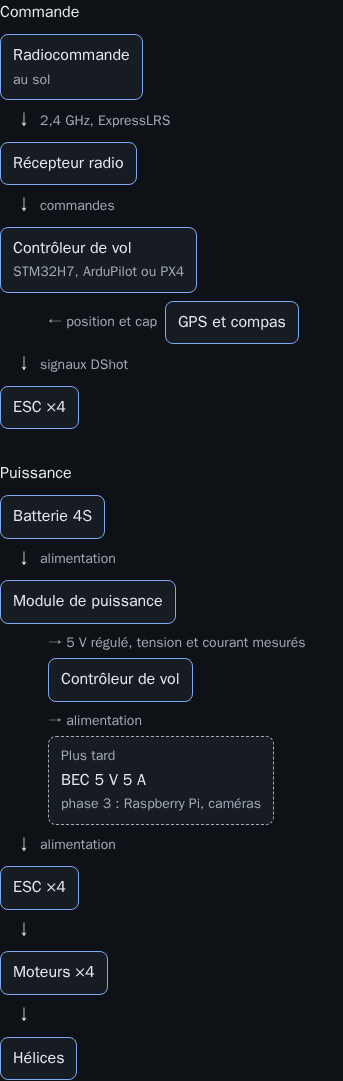 Commande
Radiocommande
au sol
↓ 2,4 GHz, ExpressLRS
Récepteur radio
↓ commandes
Contrôleur de vol
STM32H7, ArduPilot ou PX4
← position et cap GPS et compas
↓ signaux DShot
ESC ×4
Puissance
Batterie 4S
↓ alimentation
Module de puissance
→ 5 V régulé, tension et courant mesurés
Contrôleur de vol
→ alimentation
Plus tard
BEC 5 V 5 A
phase 3 : Raspberry Pi, caméras
↓ alimentation
ESC ×4
↓
Moteurs ×4
↓
Hélices